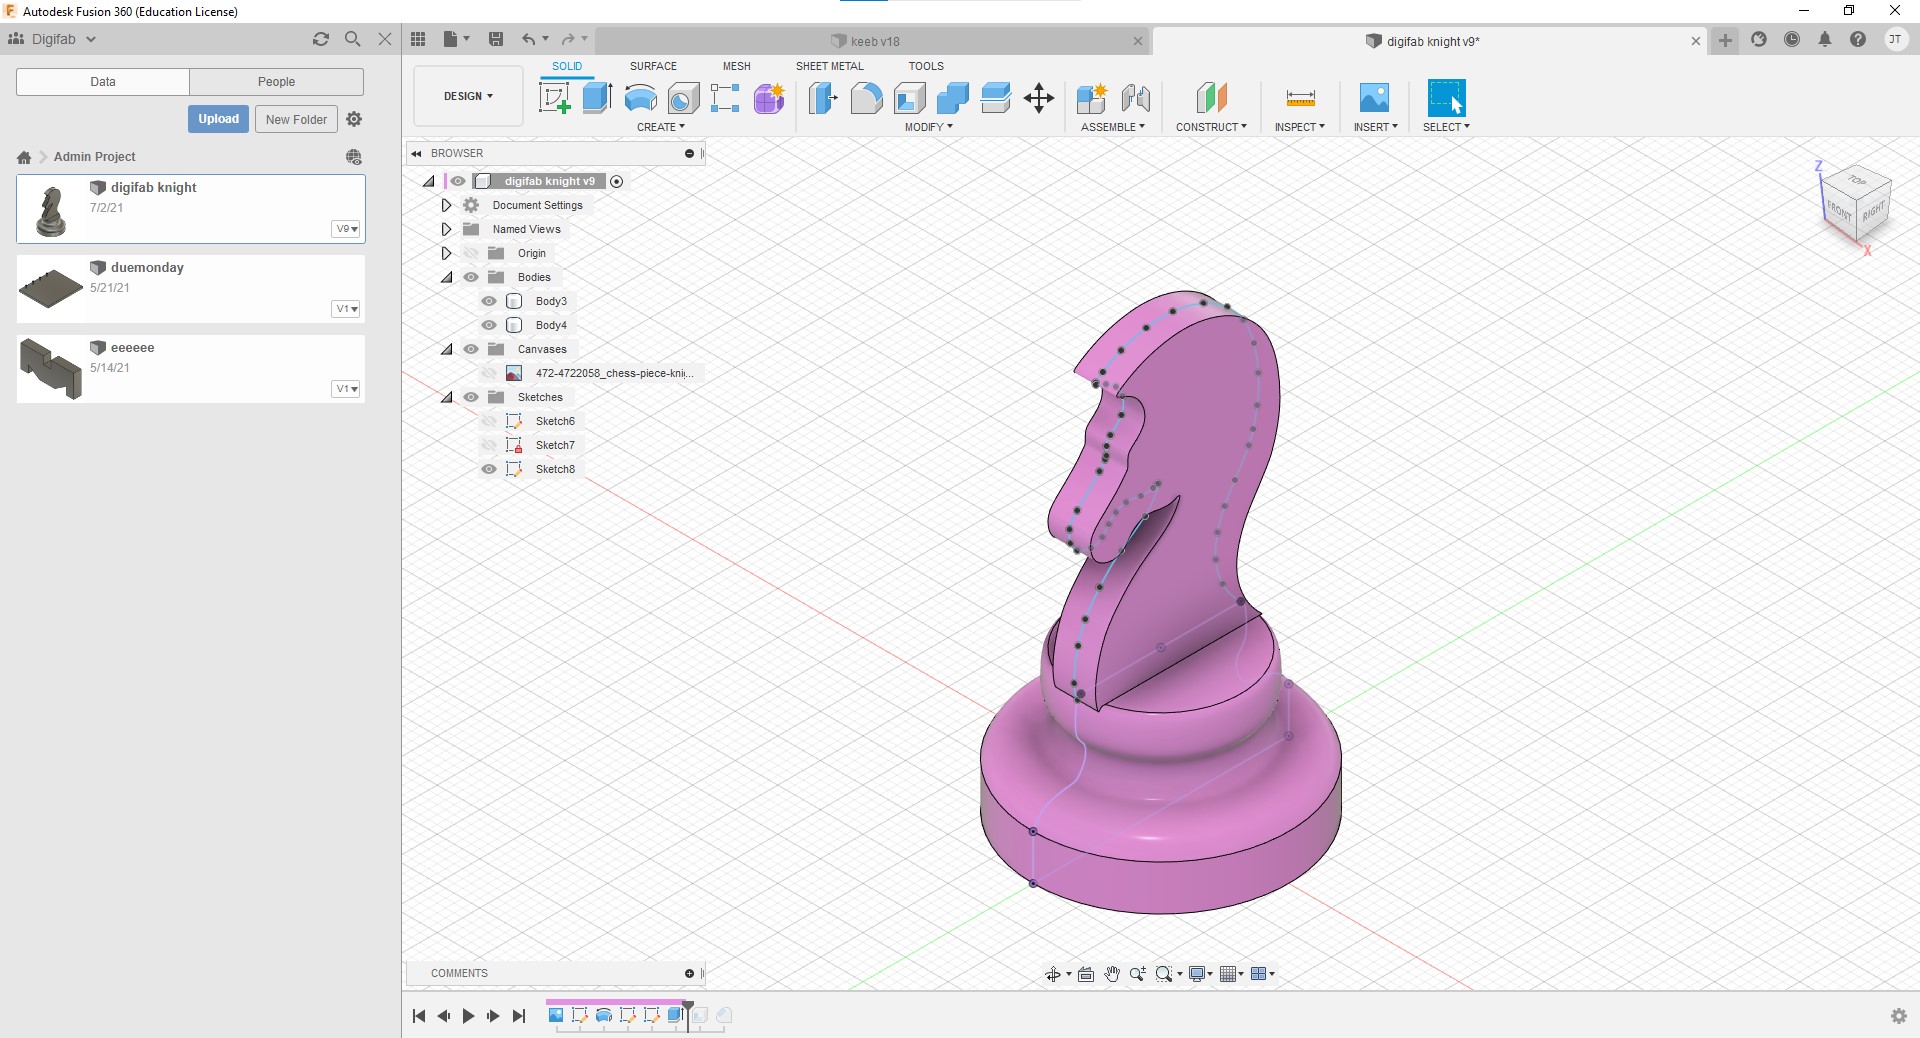 Autodesk Fusion 360 (Education License)
Digifab
keeb v18
digifab knight v9*
JT
Data
People
Upload
New Folder
Admin Project
digifab knight
7/2/21
V9
duemonday
5/21/21
V1
eeeeee
5/14/21
V1
SOLID
SURFACE
MESH
SHEET METAL
TOOLS
DESIGN
CREATE
MODIFY
ASSEMBLE
CONSTRUCT
INSPECT
INSERT
SELECT
BROWSER
digifab knight v9
Document Settings
Named Views
Origin
Bodies
Body3
Body4
Canvases
472-4722058_chess-piece-kni...
Sketches
Sketch6
Sketch7
Sketch8
Z
TOP
FRONT
RIGHT
X
COMMENTS